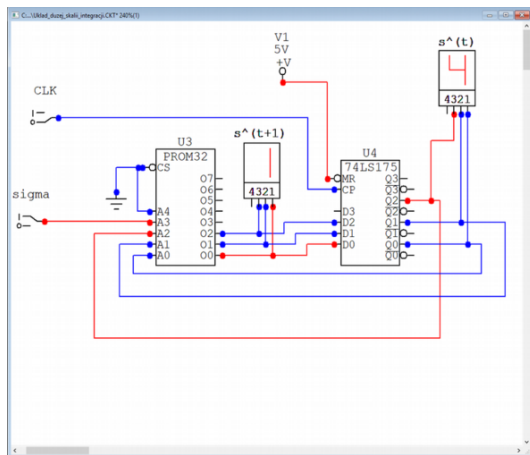 C:\...\Uklad_duzej_skali_integracji.CKT* 240%(1)
V1
5V
+V
s^(t)
4
4321
CLK
U3
PROM32
CS
A4
A3
A2
A1
A0
O7
O6
O5
O4
O3
O2
O1
O0
s^(t+1)
1
4321
U4
74LS175
MR
CP
D3
D2
D1
D0
Q3
Q3
Q2
Q2
Q1
Q1
Q0
Q0
sigma